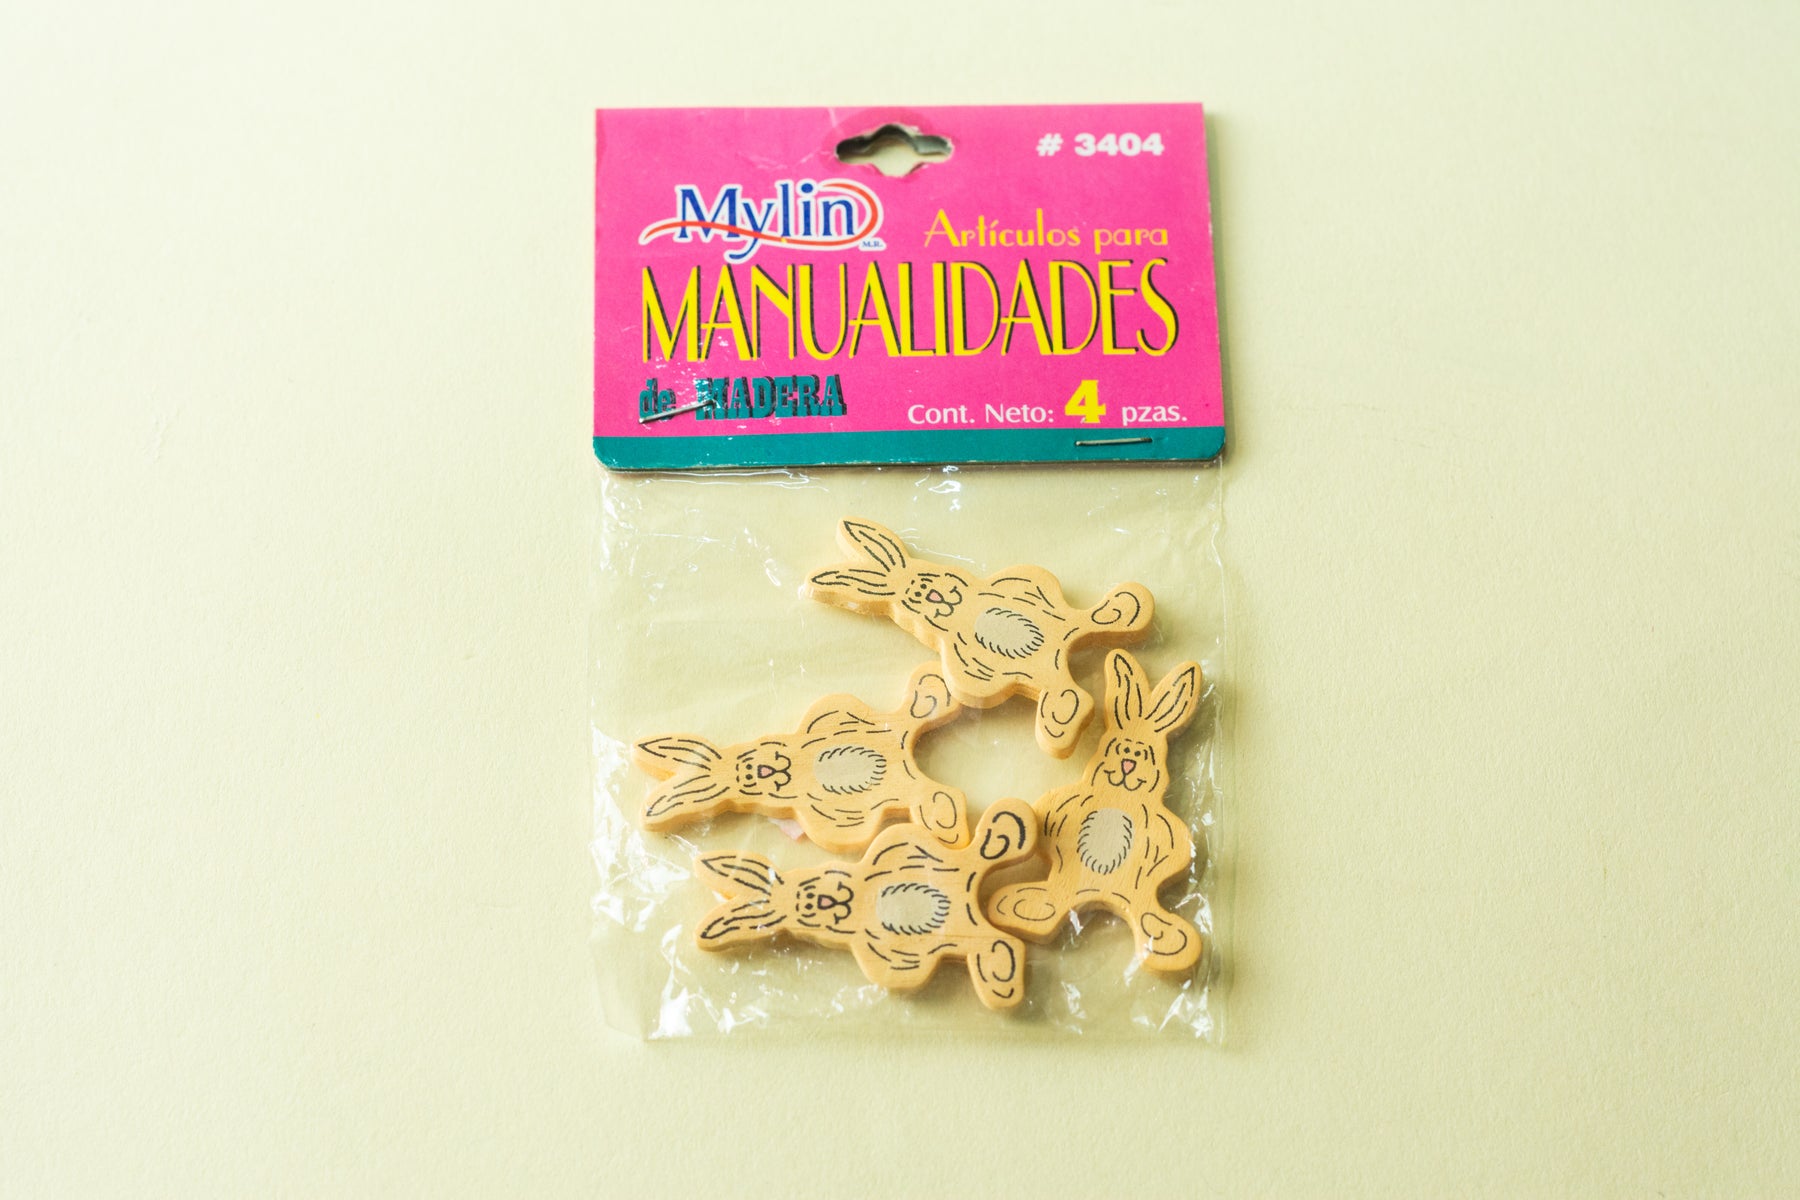 # 3404
Mylin M.R.
Artículos para
MANUALIDADES
de MADERA
Cont. Neto: 4 pzas.